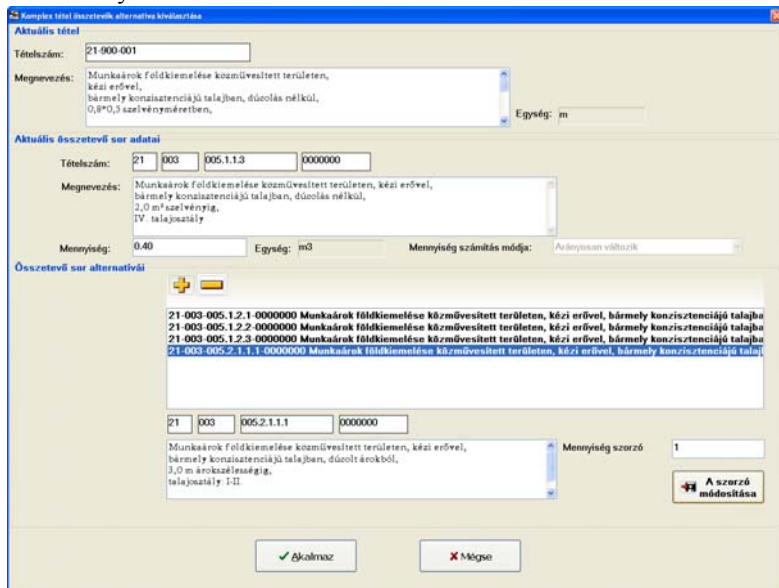 Komplex tétel összetevők alternatíva kiválasztása
Aktuális tétel
Tételszám: 21-900-001
Megnevezés: Munkaárok földkiemelése közművesített területen,
kézi erővel,
bármely konzisztenciájú talajban, dúcolás nélkül,
0,8*0,5 szelvényméretben,
Egység: m
Aktuális összetevő sor adatai
Tételszám: 21 003 005.1.1.3 0000000
Megnevezés: Munkaárok földkiemelése közművesített területen, kézi erővel,
bármely konzisztenciájú talajban, dúcolás nélkül,
2,0 m² szelvényig,
IV. talajosztály
Mennyiség: 0.40 Egység: m3 Mennyiség számítás módja: Arányosan változik
Összetevő sor alternatívái
21-003-005.1.2.1-0000000 Munkaárok földkiemelése közművesített területen, kézi erővel, bármely konzisztenciájú talajba
21-003-005.1.2.2-0000000 Munkaárok földkiemelése közművesített területen, kézi erővel, bármely konzisztenciájú talajba
21-003-005.1.2.3-0000000 Munkaárok földkiemelése közművesített területen, kézi erővel, bármely konzisztenciájú talajba
21-003-005.2.1.1.1-0000000 Munkaárok földkiemelése közművesített területen, kézi erővel, bármely konzisztenciájú talaj
21 003 005.2.1.1.1 0000000
Munkaárok földkiemelése közművesített területen, kézi erővel,
bármely konzisztenciájú talajban, dúcolt árokból,
3,0 m árokszélességig,
talajosztály: I-II.
Mennyiség szorzó 1
A szorzó
módosítása
Akalmaz Mégse